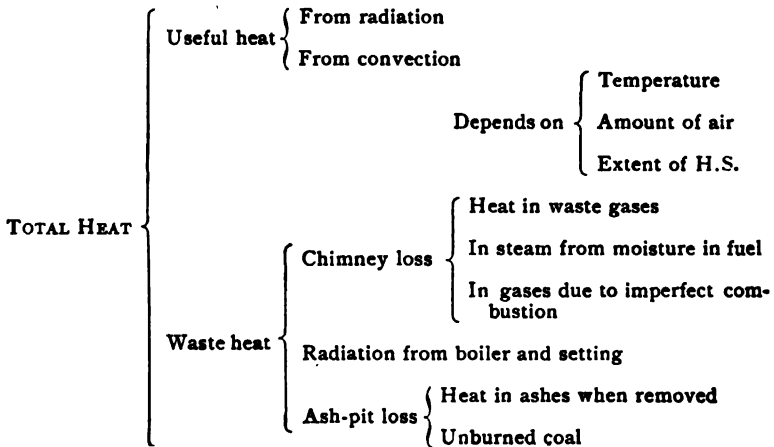 From radiation
Useful heat
From convection
Temperature
Depends on
Amount of air
Extent of H.S.
TOTAL HEAT
Heat in waste gases
Chimney loss
In steam from moisture in fuel
In gases due to imperfect com-
bustion
Waste heat
Radiation from boiler and setting
Heat in ashes when removed
Ash-pit loss
Unburned coal